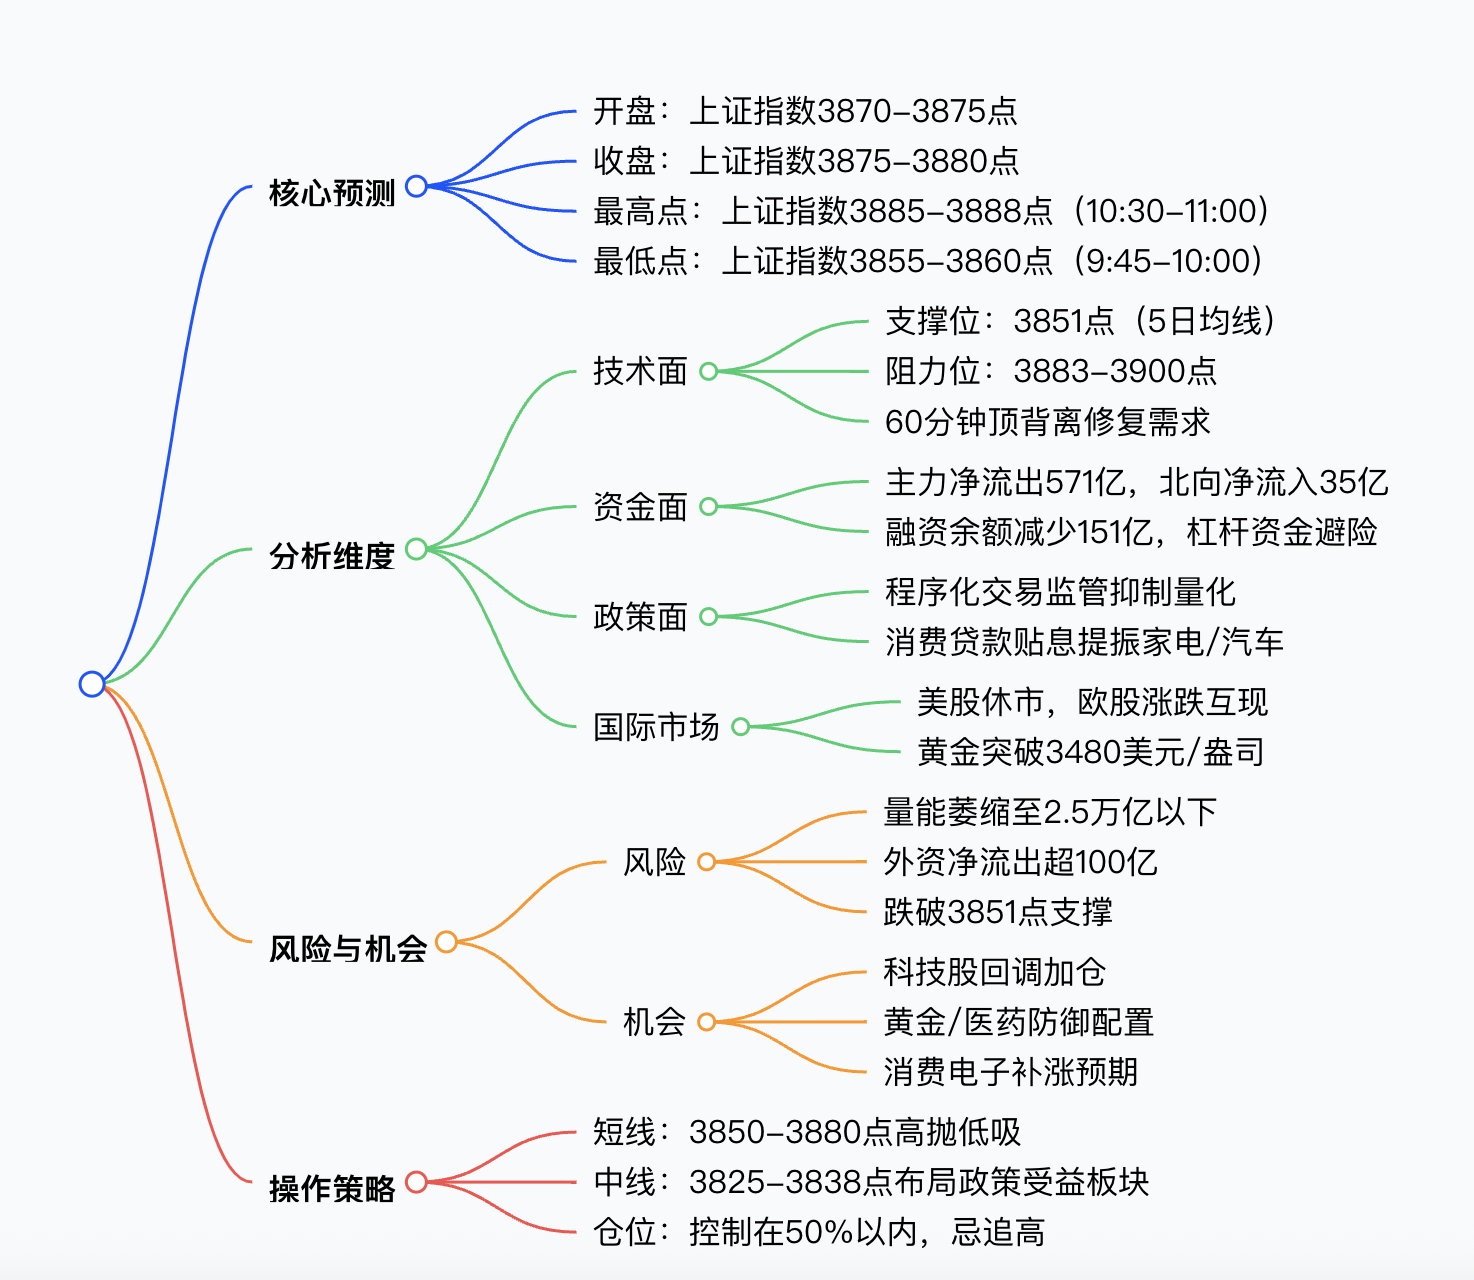 核心预测
开盘：上证指数3870-3875点
收盘：上证指数3875-3880点
最高点：上证指数3885-3888点（10:30-11:00）
最低点：上证指数3855-3860点（9:45-10:00）
分析维度
技术面
支撑位：3851点（5日均线）
阻力位：3883-3900点
60分钟顶背离修复需求
资金面
主力净流出571亿，北向净流入35亿
融资余额减少151亿，杠杆资金避险
政策面
程序化交易监管抑制量化
消费贷款贴息提振家电/汽车
国际市场
美股休市，欧股涨跌互现
黄金突破3480美元/盎司
风险与机会
风险
量能萎缩至2.5万亿以下
外资净流出超100亿
跌破3851点支撑
机会
科技股回调加仓
黄金/医药防御配置
消费电子补涨预期
操作策略
短线：3850-3880点高抛低吸
中线：3825-3838点布局政策受益板块
仓位：控制在50%以内，忌追高